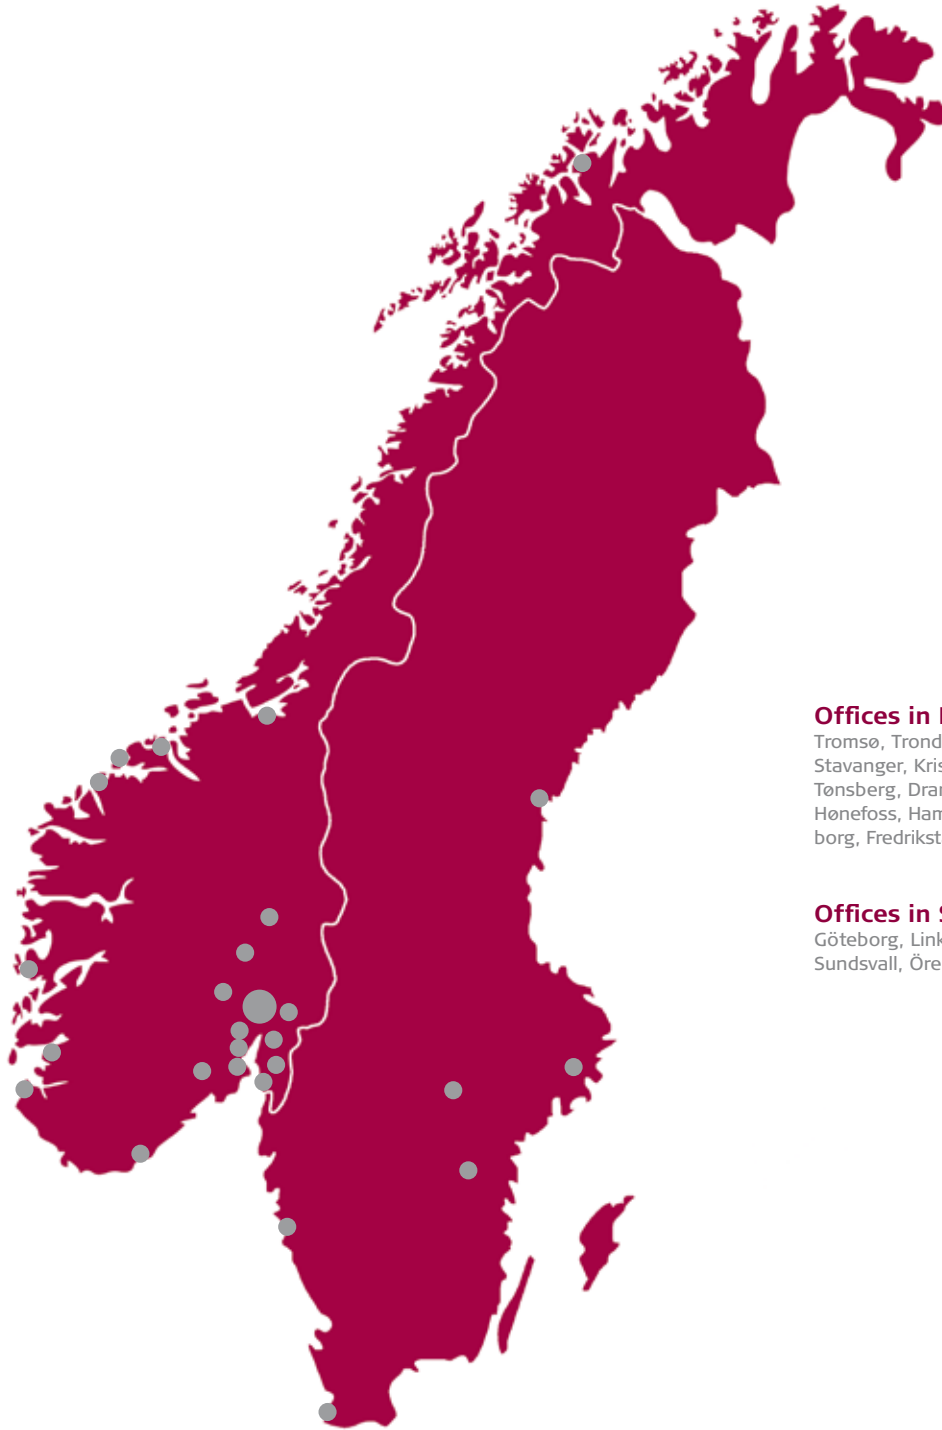 Offices in
Tromsø, Trond
Stavanger, Kris
Tønsberg, Dra
Hønefoss, Ham
borg, Fredrikst
Offices in S
Göteborg, Link
Sundsvall, Öre